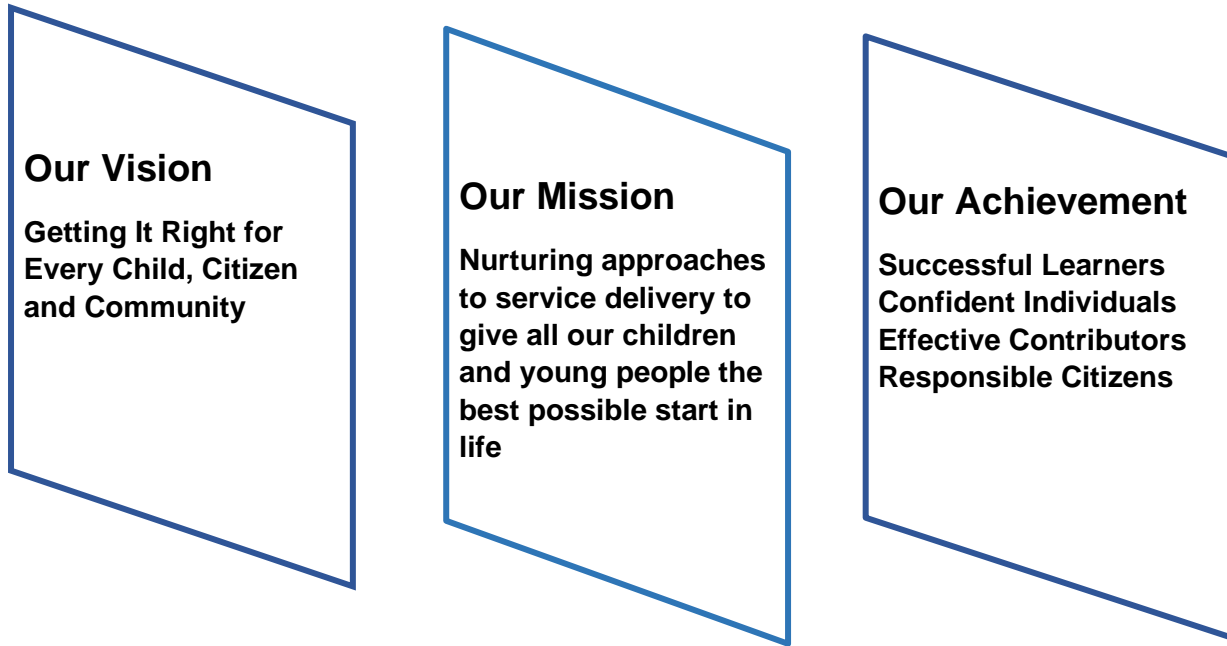 Our Vision
Getting It Right for
Every Child, Citizen
and Community
Our Mission
Nurturing approaches
to service delivery to
give all our children
and young people the
best possible start in
life
Our Achievement
Successful Learners
Confident Individuals
Effective Contributors
Responsible Citizens